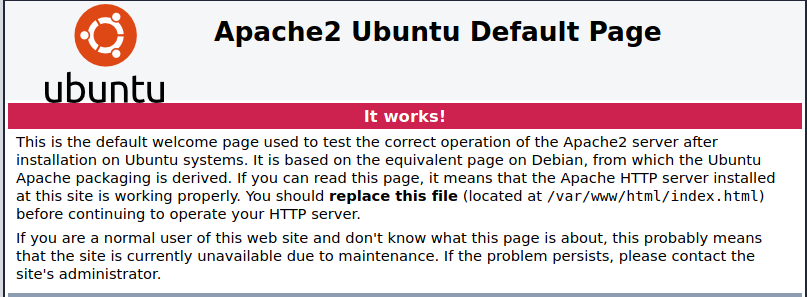 Apache2 Ubuntu Default Page
ubuntu
It works!
This is the default welcome page used to test the correct operation of the Apache2 server after
installation on Ubuntu systems. It is based on the equivalent page on Debian, from which the Ubuntu
Apache packaging is derived. If you can read this page, it means that the Apache HTTP server installed
at this site is working properly. You should replace this file (located at /var/www/html/index.html)
before continuing to operate your HTTP server.
If you are a normal user of this web site and don't know what this page is about, this probably means
that the site is currently unavailable due to maintenance. If the problem persists, please contact the
site's administrator.